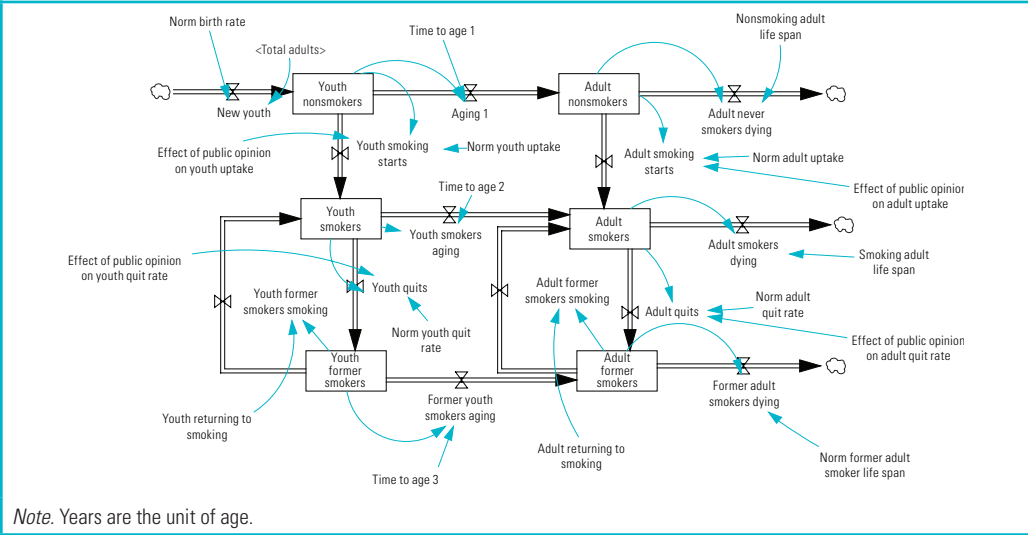 Norm birth rate
<Total adults>
New youth
Youth
nonsmokers
Time to age 1
Aging 1
Adult
nonsmokers
Nonsmoking adult
life span
Adult never
smokers dying
Effect of public opinion
on youth uptake
Youth smoking
starts
Norm youth uptake
Adult smoking
starts
Norm adult uptake
Effect of public opinion
on adult uptake
Youth
smokers
Time to age 2
Youth smokers
aging
Adult
smokers
Adult smokers
dying
Smoking adult
life span
Effect of public opinion
on youth quit rate
Youth quits
Norm youth quit
rate
Youth former
smokers smoking
Adult former
smokers smoking
Adult quits
Norm adult
quit rate
Effect of public opinion
on adult quit rate
Youth
former
smokers
Former youth
smokers aging
Adult
former
smokers
Former adult
smokers dying
Youth returning to
smoking
Time to age 3
Adult returning to
smoking
Norm former adult
smoker life span
Note. Years are the unit of age.